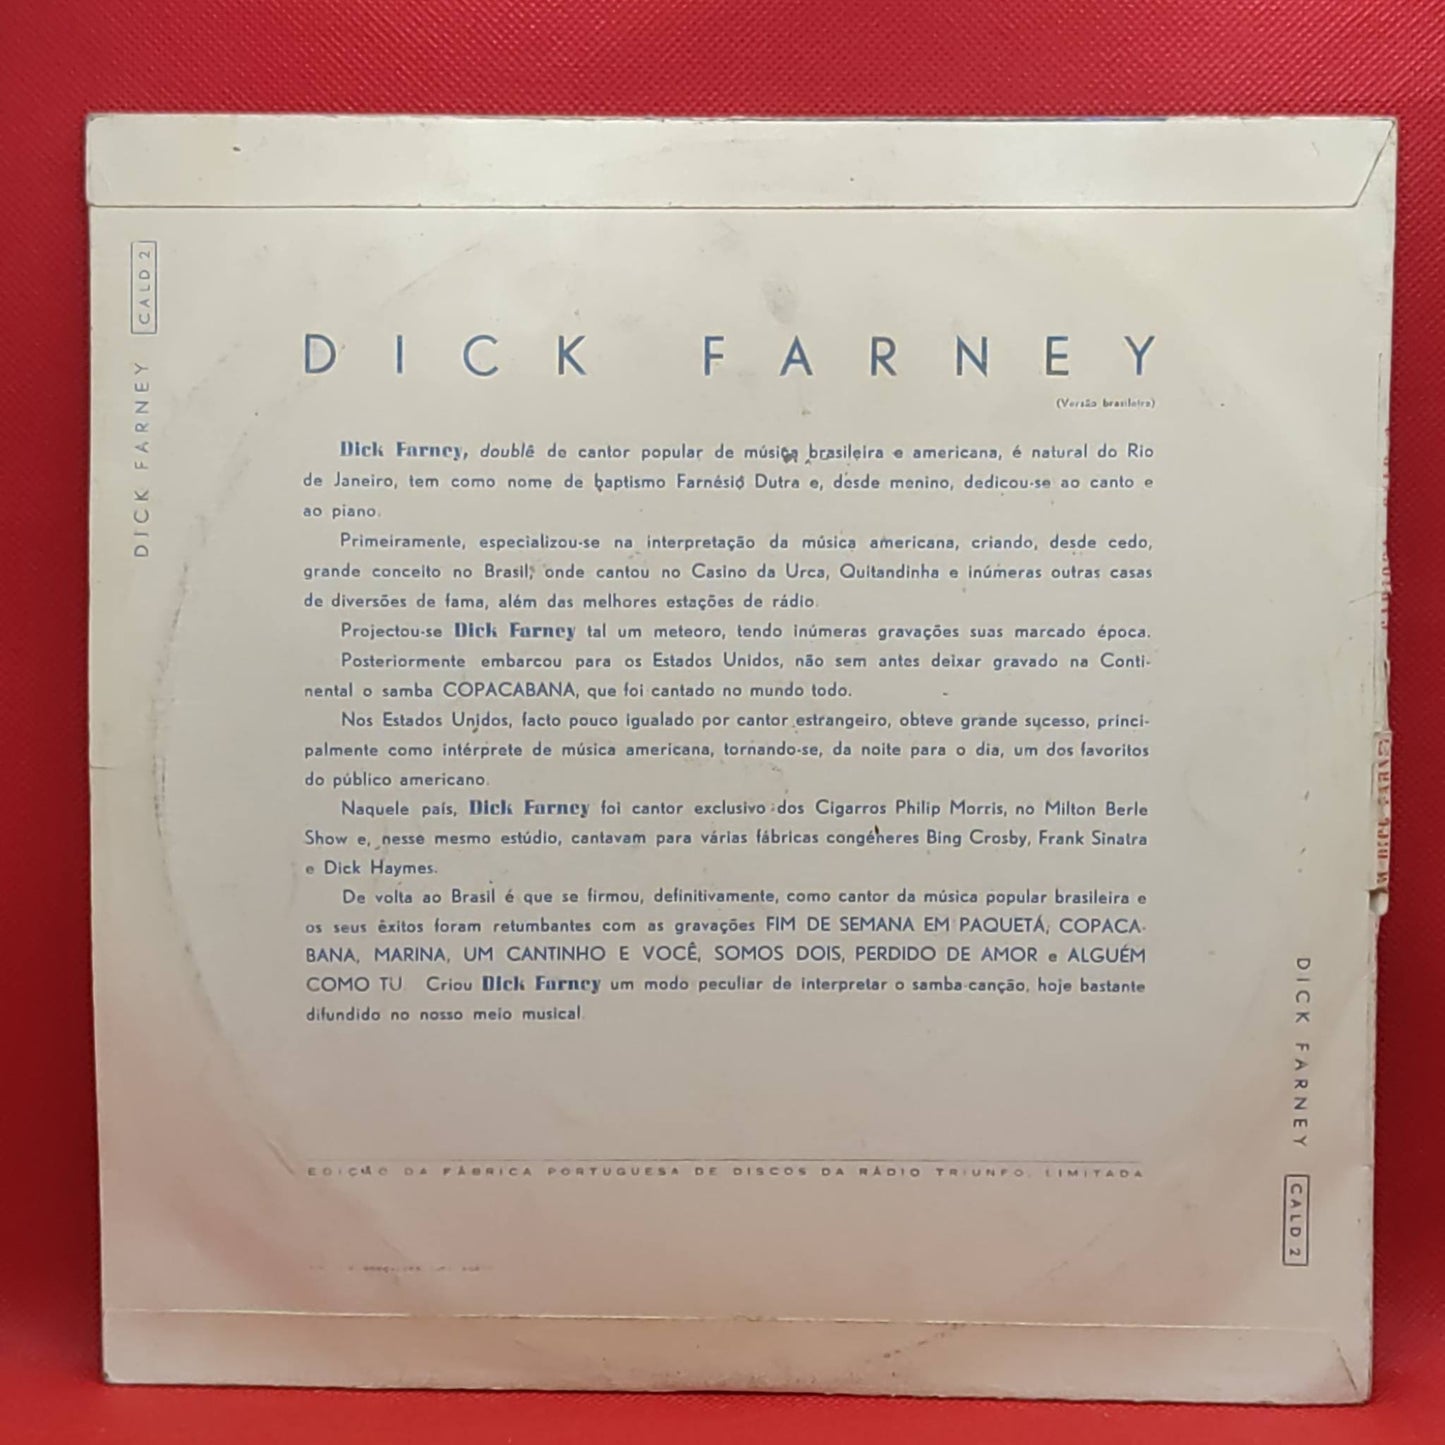 CALD 2
DICK FARNEY
DICK FARNEY
(Versão brasileira)
Dick Farney, doublê de cantor popular de música brasileira e americana, é natural do Rio
de Janeiro, tem como nome de baptismo Farnésio Dutra e, desde menino, dedicou-se ao canto e
ao piano.
Primeiramente, especializou-se na interpretação da música americana, criando, desde cedo,
grande conceito no Brasil, onde cantou no Casino da Urca, Quitandinha e inúmeras outras casas
de diversões de fama, além das melhores estações de rádio.
Projectou-se Dick Farney tal um meteoro, tendo inúmeras gravações suas marcado época.
Posteriormente embarcou para os Estados Unidos, não sem antes deixar gravado na Conti-
nental o samba COPACABANA, que foi cantado no mundo todo.
Nos Estados Unidos, facto pouco igualado por cantor estrangeiro, obteve grande sucesso, princi-
palmente como intérprete de música americana, tornando-se, da noite para o dia, um dos favoritos
do público americano.
Naquele país, Dick Farney foi cantor exclusivo dos Cigarros Philip Morris, no Milton Berle
Show e, nesse mesmo estúdio, cantavam para várias fábricas congéneres Bing Crosby, Frank Sinatra
e Dick Haymes.
De volta ao Brasil é que se firmou, definitivamente, como cantor da música popular brasileira e
os seus êxitos foram retumbantes com as gravações FIM DE SEMANA EM PAQUETÁ, COPACA-
BANA, MARINA, UM CANTINHO E VOCÊ, SOMOS DOIS, PERDIDO DE AMOR e ALGUÉM
COMO TU. Criou Dick Farney um modo peculiar de interpretar o samba-canção, hoje bastante
difundido no nosso meio musical.
EDIÇÃO DA FÁBRICA PORTUGUESA DE DISCOS DA RÁDIO TRIUNFO, LIMITADA
DICK FARNEY
CALD 2